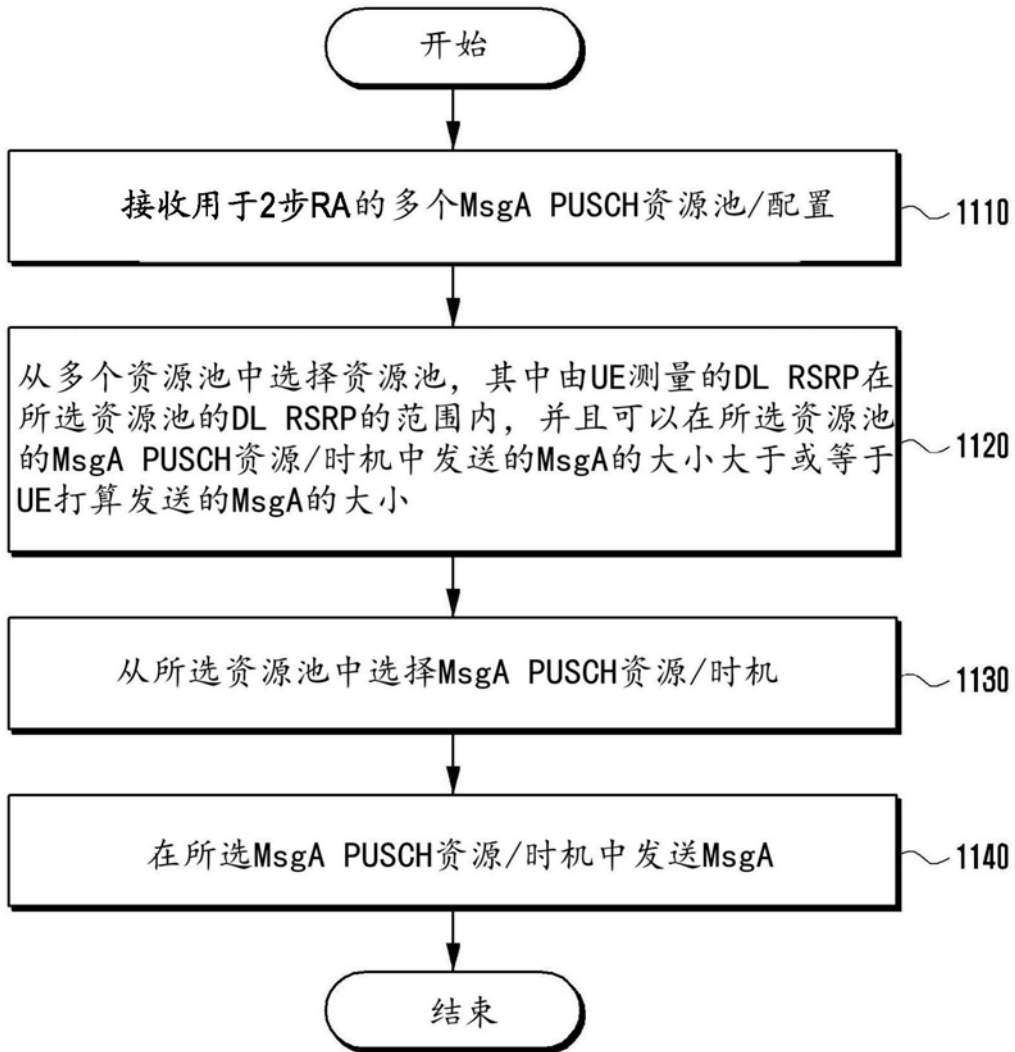 开始
接收用于2步RA的多个MsgA PUSCH资源池/配置
1110
从多个资源池中选择资源池，其中由UE测量的DL RSRP在
所选资源池的DL RSRP的范围内，并且可以在所选资源池
的MsgA PUSCH资源/时机中发送的MsgA的大小大于或等于
UE打算发送的MsgA的大小
1120
从所选资源池中选择MsgA PUSCH资源/时机
1130
在所选MsgA PUSCH资源/时机中发送MsgA
1140
结束